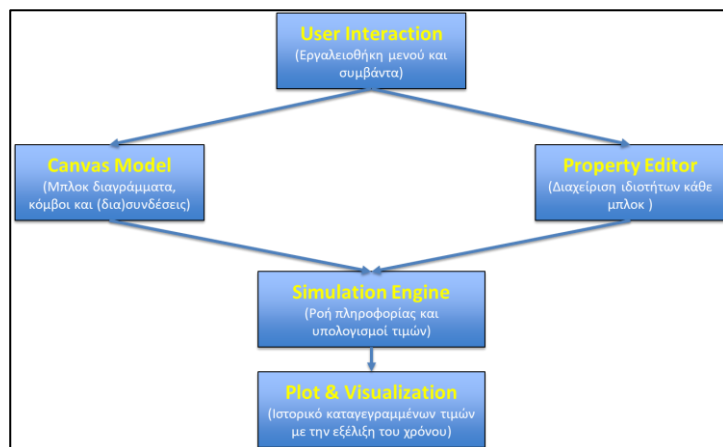 User Interaction
(Εργαλειοθήκη μενού και
συμβάντα)
Canvas Model
(Μπλοκ διαγράμματα,
κόμβοι και (δια)συνδέσεις)
Property Editor
(Διαχείριση ιδιοτήτων κάθε
μπλοκ )
Simulation Engine
(Ροή πληροφορίας και
υπολογισμοί τιμών)
Plot & Visualization
(Ιστορικό καταγεγραμμένων τιμών
με την εξέλιξη του χρόνου)